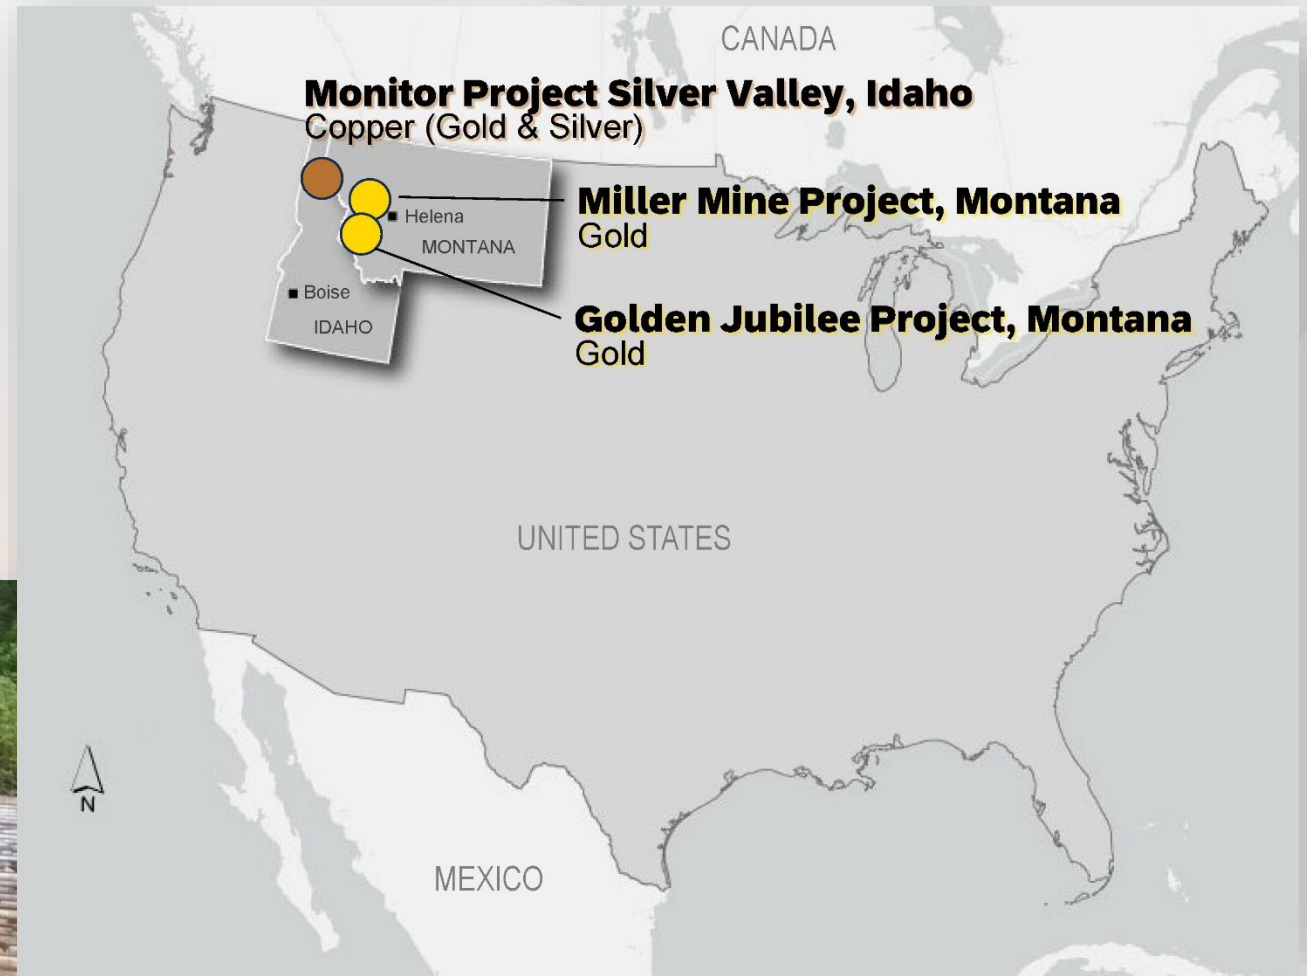 CANADA
Monitor Project Silver Valley, Idaho
Copper (Gold & Silver)
Miller Mine Project, Montana
Gold
Helena
MONTANA
Golden Jubilee Project, Montana
Gold
Boise
IDAHO
UNITED STATES
N
MEXICO